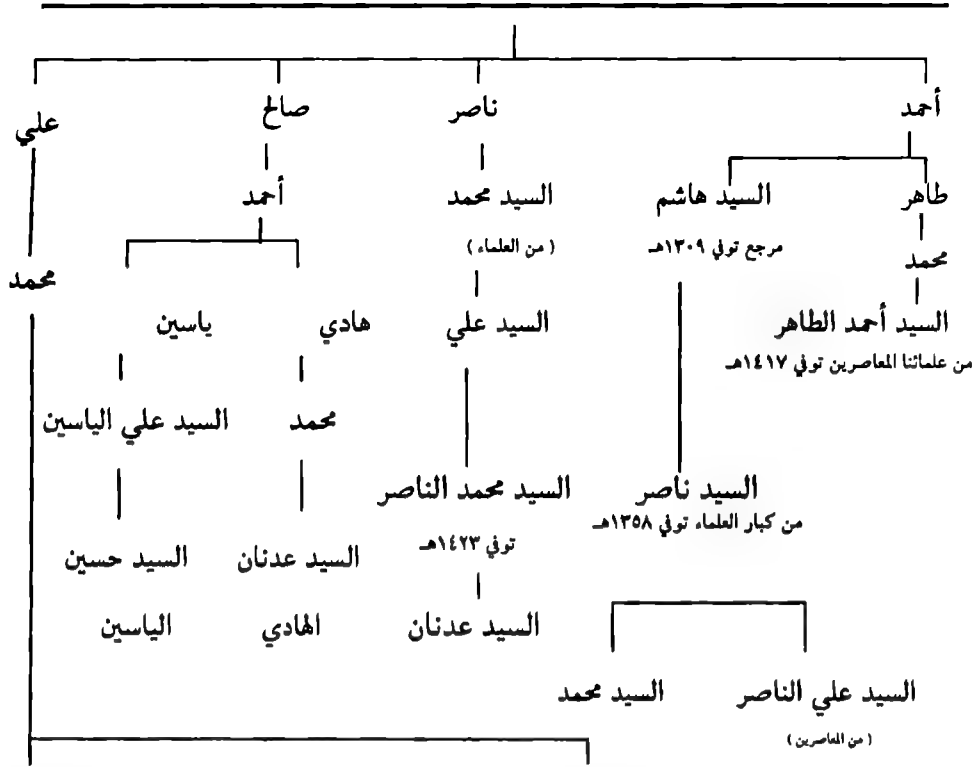 أحمد
ناصر
صالح
علي
طاهر
السيد هاشم
السيد محمد
أحمد
مرجع توفي ١٣٠٩هـ
( من العلماء )
محمد
محمد
السيد أحمد الطاهر
السيد علي
هادي
ياسين
من علمائنا المعاصرين توفي ١٤١٧هـ
محمد
السيد علي الياسين
السيد ناصر
السيد محمد الناصر
من كبار العلماء توفي ١٣٥٨هـ
توفي ١٤٢٣هـ
السيد عدنان
السيد حسين
السيد عدنان
الهادي
الياسين
السيد علي الناصر
السيد محمد
( من المعاصرين )